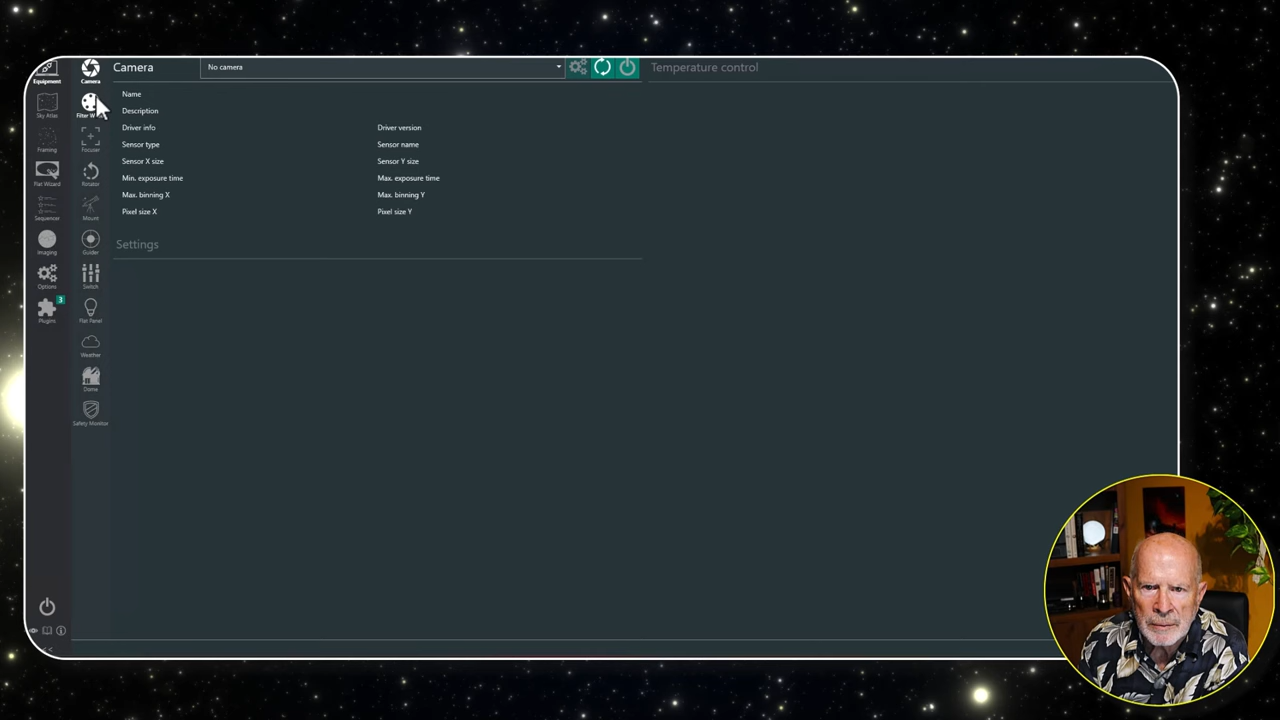 Equipment
Sky Atlas
Framing
Flat Wizard
Sequencer
Imaging
Options
3
Plugins
Camera
Filter W
Focuser
Rotator
Mount
Guider
Switch
Flat Panel
Weather
Dome
Safety Monitor
Camera No camera Temperature control
Name
Description
Driver info Driver version
Sensor type Sensor name
Sensor X size Sensor Y size
Min. exposure time Max. exposure time
Max. binning X Max. binning Y
Pixel size X Pixel size Y
Settings